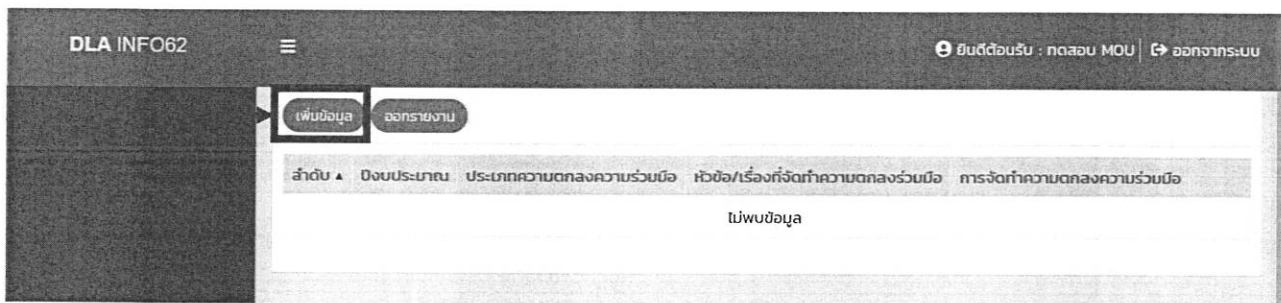 DLA INFO62
ยินดีต้อนรับ : ทดสอบ MOU | ออกจากระบบ
เพิ่มข้อมูล ออกรายงาน
ลำดับ ▲ ปีงบประมาณ ประเภทความตกลงความร่วมมือ หัวข้อ/เรื่องที่จัดทำความตกลงร่วมมือ การจัดทำความตกลงความร่วมมือ
ไม่พบข้อมูล